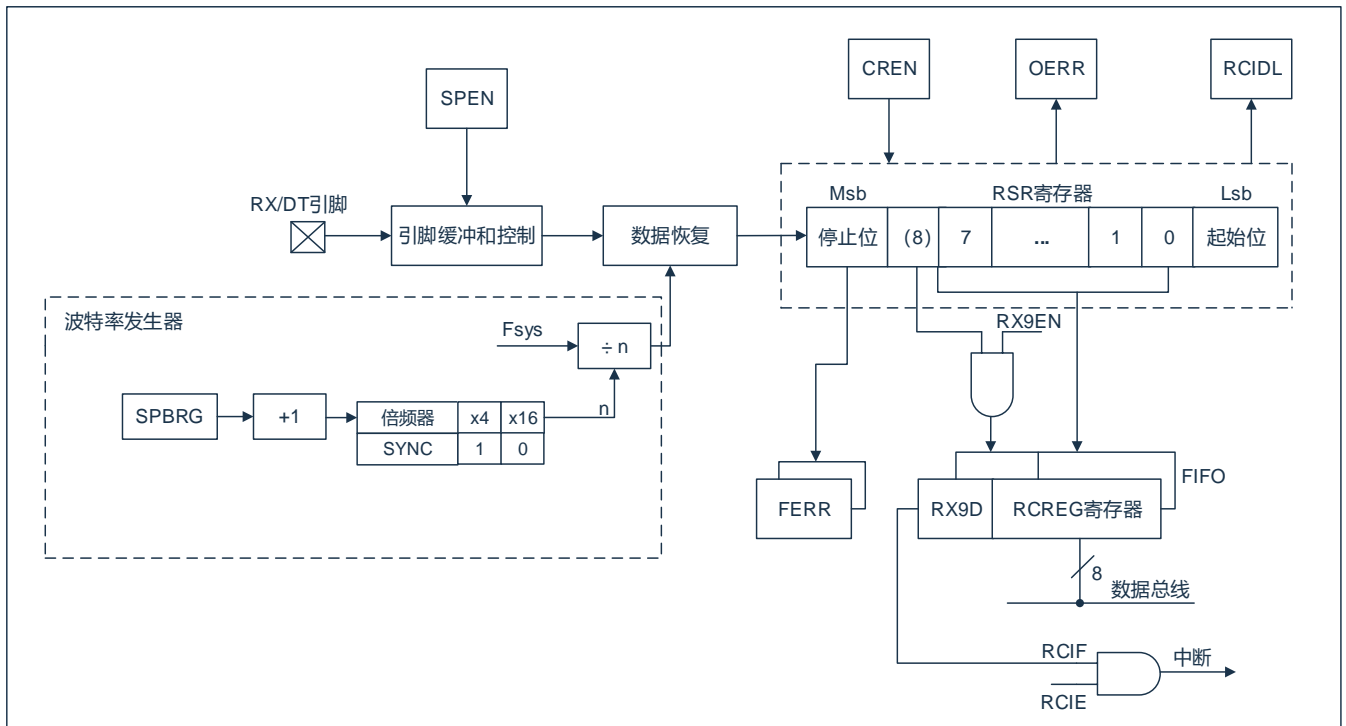 CREN
OERR
RCIDL
SPEN
Msb
RSR寄存器
Lsb
RX/DT引脚
引脚缓冲和控制
数据恢复
停止位
(8)
7
...
1
0
起始位
波特率发生器
Fsys
÷ n
RX9EN
SPBRG
+1
倍频器
x4
x16
n
SYNC
1
0
FIFO
FERR
RX9D
RCREG寄存器
8
数据总线
RCIF
中断
RCIE